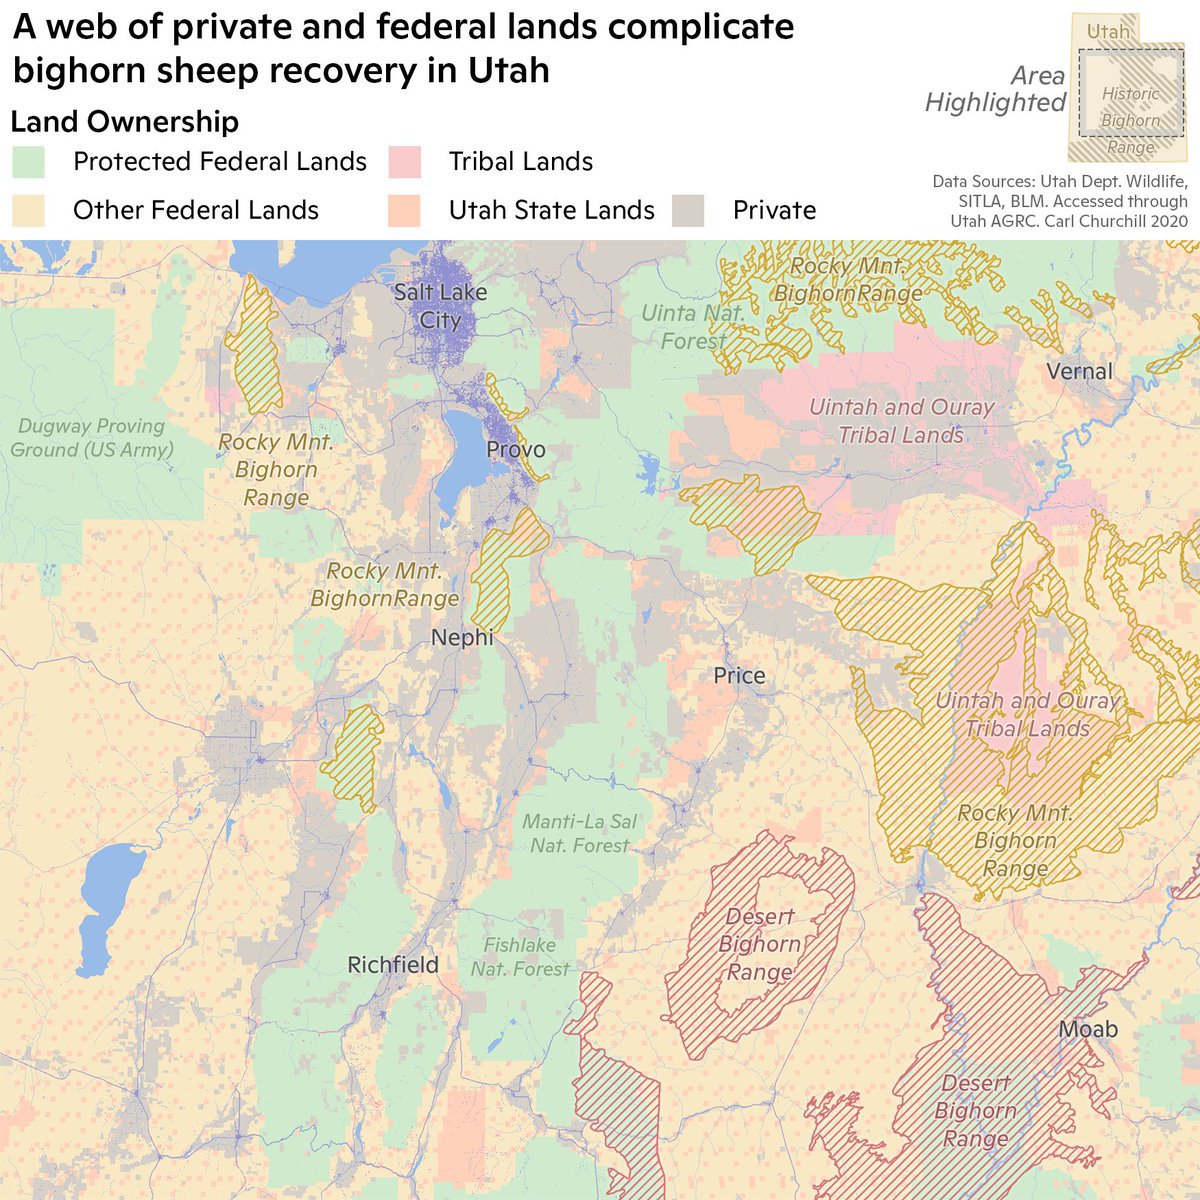 A web of private and federal lands complicate
bighorn sheep recovery in Utah
Land Ownership
Protected Federal Lands
Tribal Lands
Other Federal Lands
Utah State Lands
Private
Area
Highlighted
Utah
Historic
Bighorn
Range
Data Sources: Utah Dept. Wildlife,
SITLA, BLM. Accessed through
Utah AGRC. Carl Churchill 2020
Salt Lake
City
Uinta Nat.
Forest
Rocky Mnt.
BighornRange
Vernal
Dugway Proving
Ground (US Army)
Rocky Mnt.
Bighorn
Range
Provo
Uintah and Ouray
Tribal Lands
Rocky Mnt.
BighornRange
Nephi
Price
Uintah and Ouray
Tribal Lands
Rocky Mnt.
Bighorn
Range
Manti-La Sal
Nat. Forest
Desert
Bighorn
Range
Fishlake
Nat. Forest
Richfield
Moab
Desert
Bighorn
Range